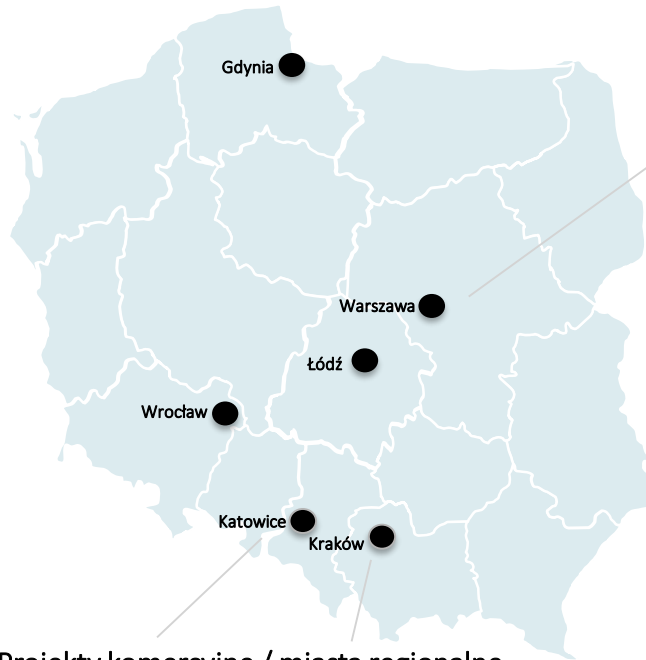 Gdynia
Warszawa
Łódź
Wrocław
Katowice
Kraków
Projekty komercyjne / miasta regionalne